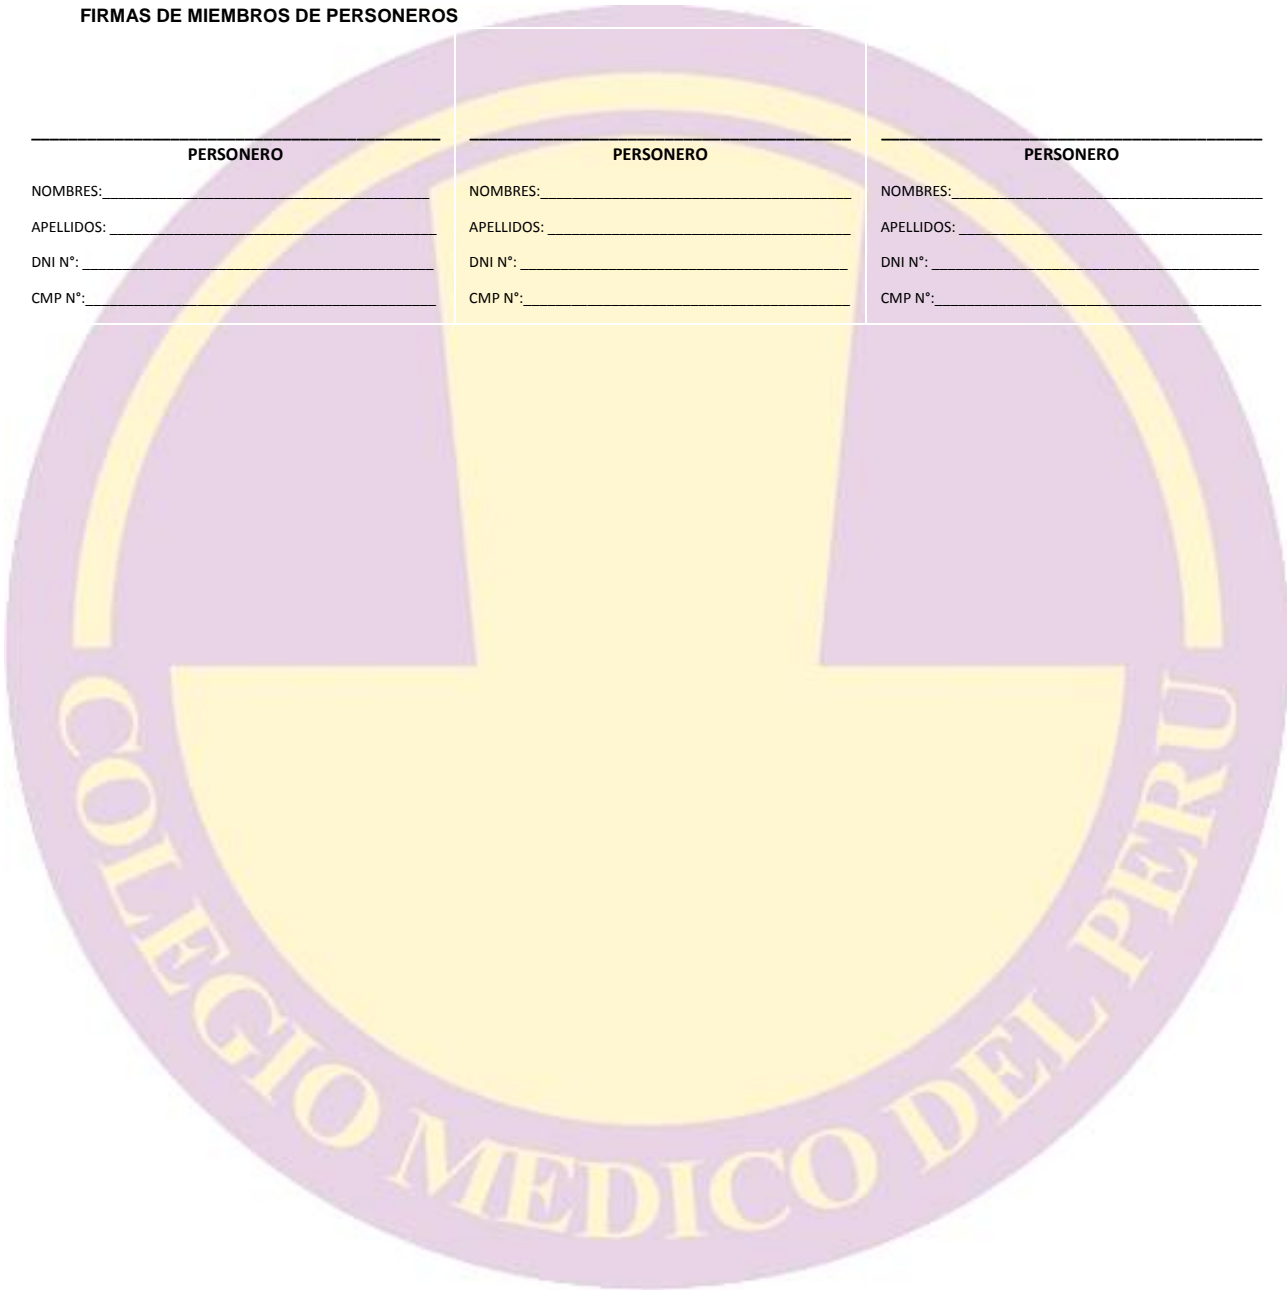 FIRMAS DE MIEMBROS DE PERSONEROS
PERSONERO
NOMBRES:
APELLIDOS:
DNI N°:
CMP N°:
PERSONERO
NOMBRES:
APELLIDOS:
DNI N°:
CMP N°:
PERSONERO
NOMBRES:
APELLIDOS:
DNI N°:
CMP N°:
COLEGIO MEDICO DEL PERU